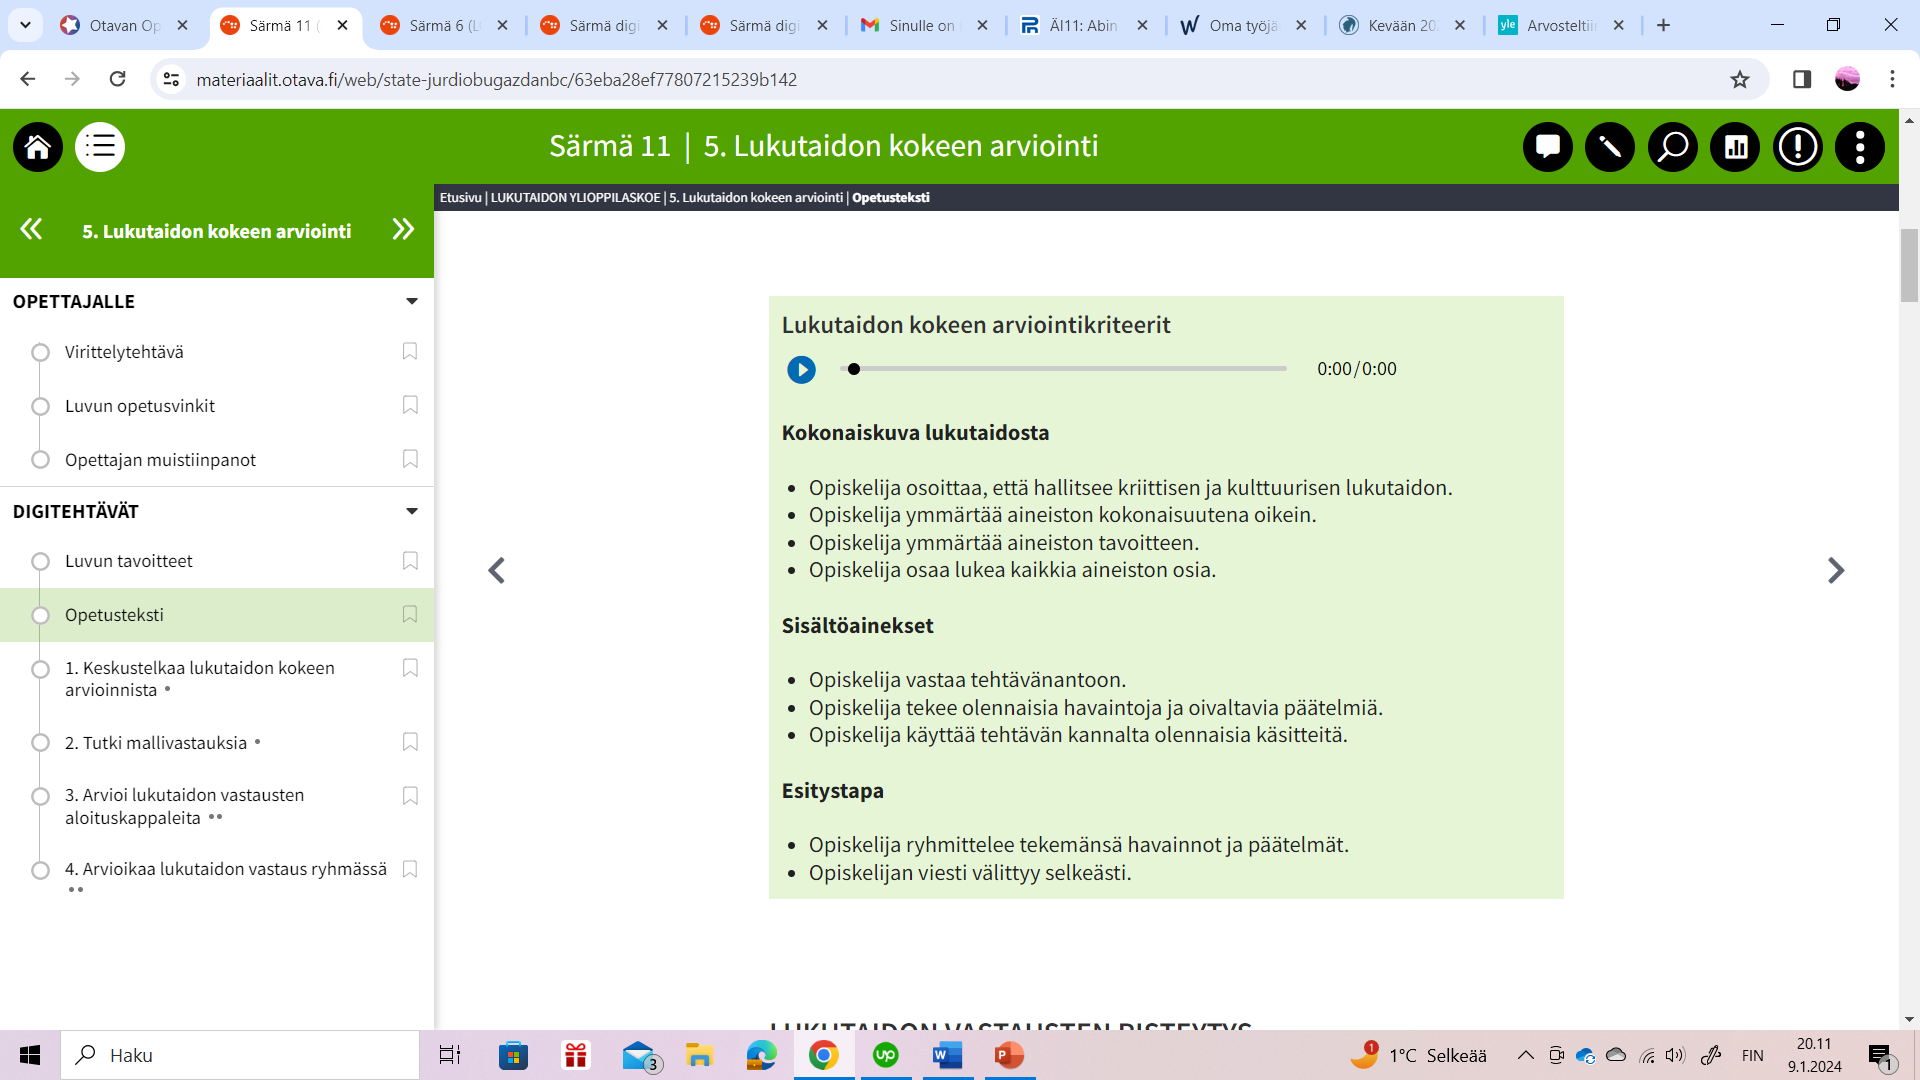 Otavan Op
Särmä 11 (
Särmä 6 (L
Särmä digi
Särmä digi
Sinulle on
ÄI11: Abin
Oma työjä
Kevään 20
Arvosteltiin
materiaalit.otava.fi/web/state-jurdiobugazdanbc/63eba28ef77807215239b142
Särmä 11 | 5. Lukutaidon kokeen arviointi
Etusivu | LUKUTAIDON YLIOPPILASKOE | 5. Lukutaidon kokeen arviointi | Opetusteksti
5. Lukutaidon kokeen arviointi
OPETTAJALLE
Virittelytehtävä
Luvun opetusvinkit
Opettajan muistiinpanot
DIGITEHTÄVÄT
Luvun tavoitteet
Opetusteksti
1. Keskustelkaa lukutaidon kokeen
arvioinnista •
2. Tutki mallivastauksia •
3. Arvioi lukutaidon vastausten
aloituskappaleita ••
4. Arvioikaa lukutaidon vastaus ryhmässä
••
Lukutaidon kokeen arviointikriteerit
0:00/0:00
Kokonaiskuva lukutaidosta
• Opiskelija osoittaa, että hallitsee kriittisen ja kulttuurisen lukutaidon.
• Opiskelija ymmärtää aineiston kokonaisuutena oikein.
• Opiskelija ymmärtää aineiston tavoitteen.
• Opiskelija osaa lukea kaikkia aineiston osia.
Sisältöainekset
• Opiskelija vastaa tehtävänantoon.
• Opiskelija tekee olennaisia havaintoja ja oivaltavia päätelmiä.
• Opiskelija käyttää tehtävän kannalta olennaisia käsitteitä.
Esitystapa
• Opiskelija ryhmittelee tekemänsä havainnot ja päätelmät.
• Opiskelijan viesti välittyy selkeästi.
LUKUTAIDON VASTAUSTEN PISTEYTYS
Haku
3
1
1°C Selkeää
FIN
20.11
9.1.2024
1